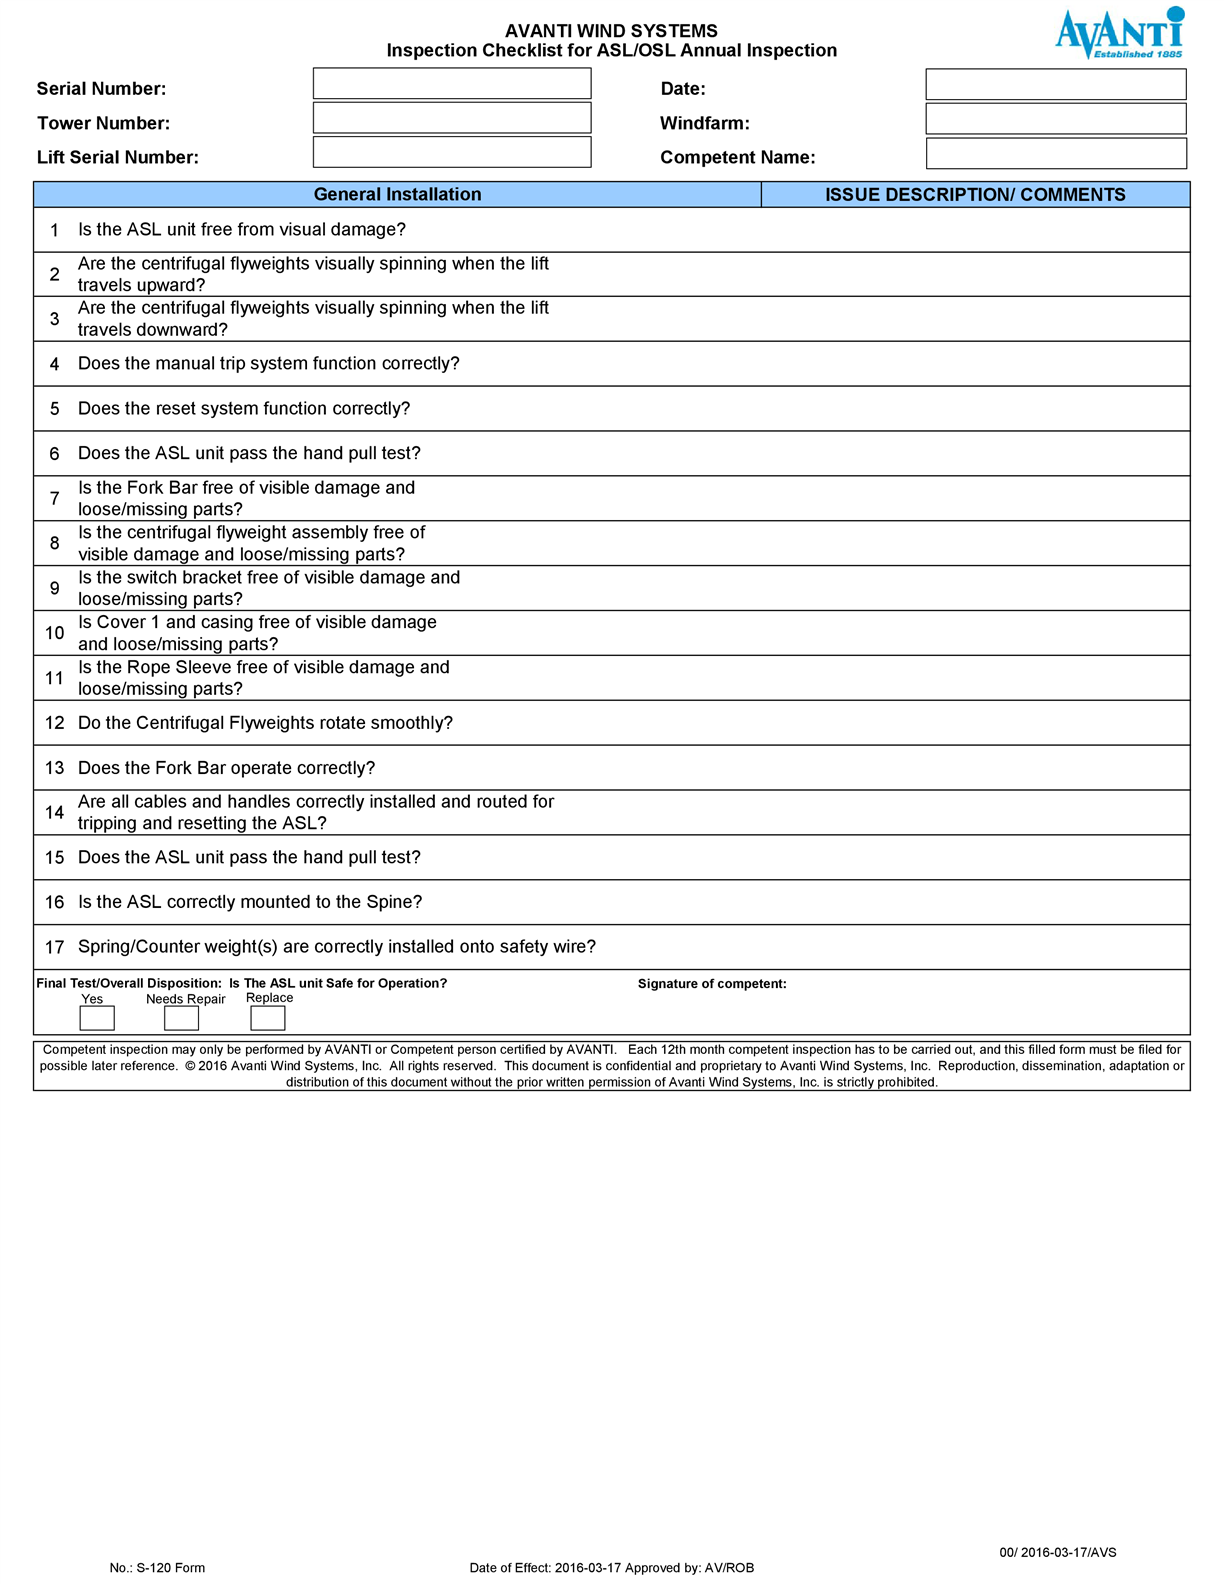 AVANTI WIND SYSTEMS
Inspection Checklist for ASL/OSL Annual Inspection
AVANTI
Established 1885
Serial Number:
Date:
Tower Number:
Windfarm:
Lift Serial Number:
Competent Name:
General Installation
ISSUE DESCRIPTION/ COMMENTS
1 Is the ASL unit free from visual damage?
2 Are the centrifugal flyweights visually spinning when the lift
travels upward?
3 Are the centrifugal flyweights visually spinning when the lift
travels downward?
4 Does the manual trip system function correctly?
5 Does the reset system function correctly?
6 Does the ASL unit pass the hand pull test?
7 Is the Fork Bar free of visible damage and
loose/missing parts?
8 Is the centrifugal flyweight assembly free of
visible damage and loose/missing parts?
9 Is the switch bracket free of visible damage and
loose/missing parts?
10 Is Cover 1 and casing free of visible damage
and loose/missing parts?
11 Is the Rope Sleeve free of visible damage and
loose/missing parts?
12 Do the Centrifugal Flyweights rotate smoothly?
13 Does the Fork Bar operate correctly?
14 Are all cables and handles correctly installed and routed for
tripping and resetting the ASL?
15 Does the ASL unit pass the hand pull test?
16 Is the ASL correctly mounted to the Spine?
17 Spring/Counter weight(s) are correctly installed onto safety wire?
Final Test/Overall Disposition: Is The ASL unit Safe for Operation?
Signature of competent:
Yes Needs Repair Replace
Competent inspection may only be performed by AVANTI or Competent person certified by AVANTI. Each 12th month competent inspection has to be carried out, and this filled form must be filed for
possible later reference. © 2016 Avanti Wind Systems, Inc. All rights reserved. This document is confidential and proprietary to Avanti Wind Systems, Inc. Reproduction, dissemination, adaptation or
distribution of this document without the prior written permission of Avanti Wind Systems, Inc. is strictly prohibited.
00/ 2016-03-17/AVS
No.: S-120 Form
Date of Effect: 2016-03-17 Approved by: AV/ROB